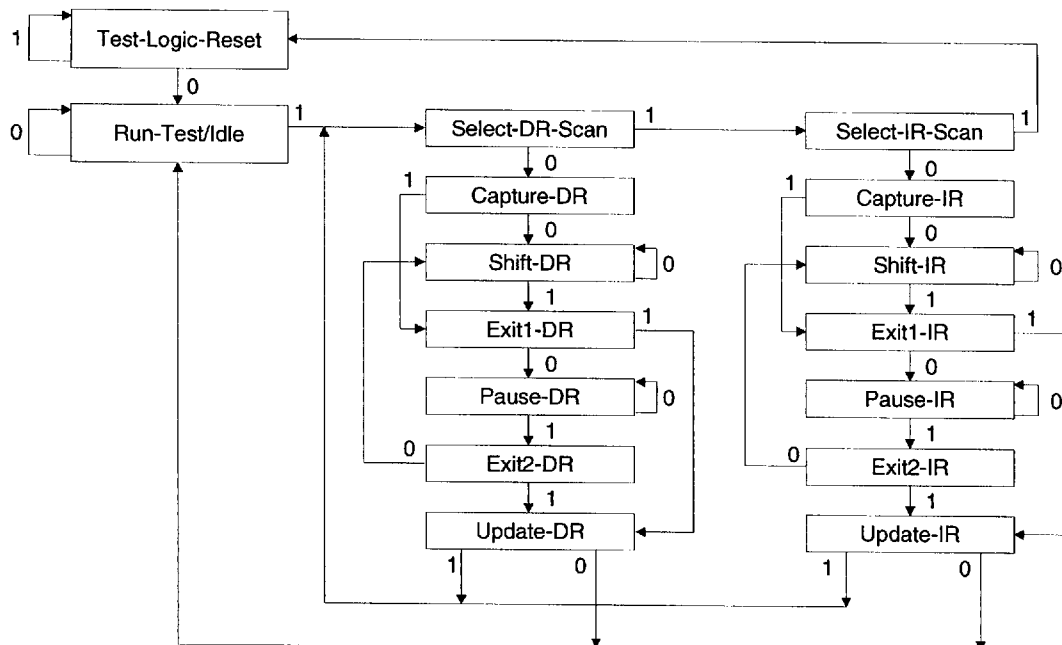 1
Test-Logic-Reset
0
0
Run-Test/Idle
1
Select-DR-Scan
1
Select-IR-Scan
1
0
0
1
Capture-DR
1
Capture-IR
0
0
Shift-DR
0
Shift-IR
0
1
1
Exit1-DR
1
Exit1-IR
1
0
0
Pause-DR
0
Pause-IR
0
1
1
0
Exit2-DR
0
Exit2-IR
1
1
Update-DR
Update-IR
1
0
1
0